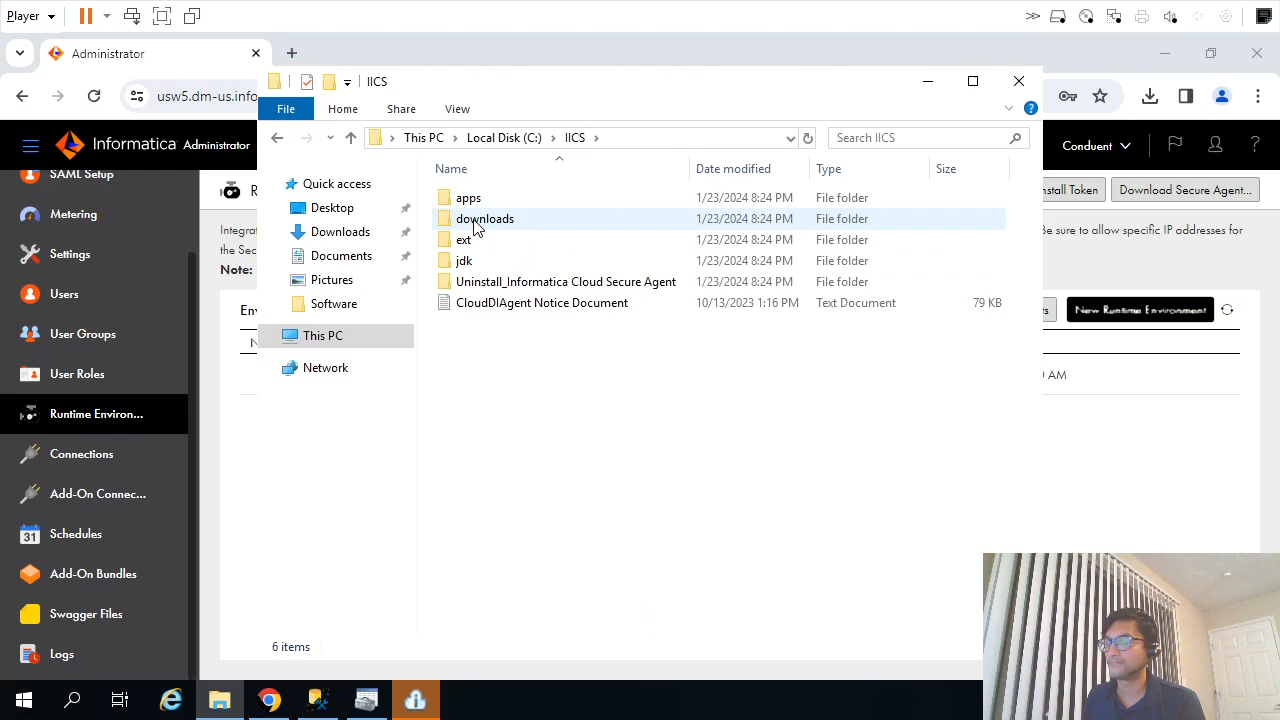 Player
Administrator
usw5.dm-us.info
IICS
File
Home
Share
View
This PC
Local Disk (C:)
IICS
Search IICS
Informatica
Administrator
Conduent
SAML Setup
Metering
Settings
Users
User Groups
User Roles
Runtime Environ...
Connections
Add-On Connec...
31
Schedules
Add-On Bundles
Swagger Files
Logs
R
nstall Token
Download Secure Agent...
Integrat
Be sure to allow specific IP addresses for
the Sec
Note:
Env
ts
New Runtime Environment
N
AM
Quick access
Desktop
Downloads
Documents
Pictures
Software
This PC
Network
Name
Date modified
Type
Size
apps
1/23/2024 8:24 PM
File folder
downloads
1/23/2024 8:24 PM
File folder
ext
1/23/2024 8:24 PM
File folder
jdk
1/23/2024 8:24 PM
File folder
Uninstall_Informatica Cloud Secure Agent
1/23/2024 8:24 PM
File folder
CloudDIAgent Notice Document
10/13/2023 1:16 PM
Text Document
79 KB
6 items